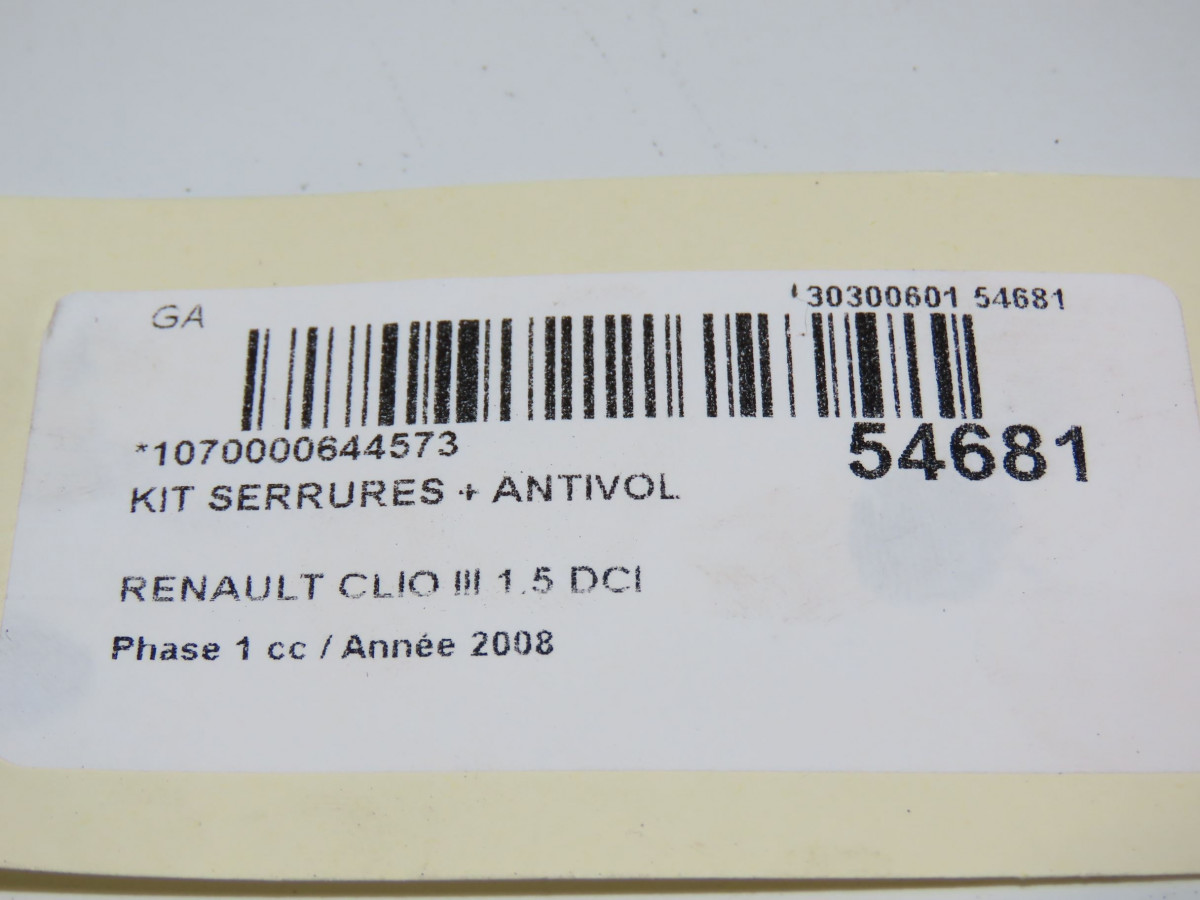 GA
30300601 54681
*1070000644573
54681
KIT SERRURES + ANTIVOL
RENAULT CLIO III 1.5 DCI
Phase 1 cc / Année 2008